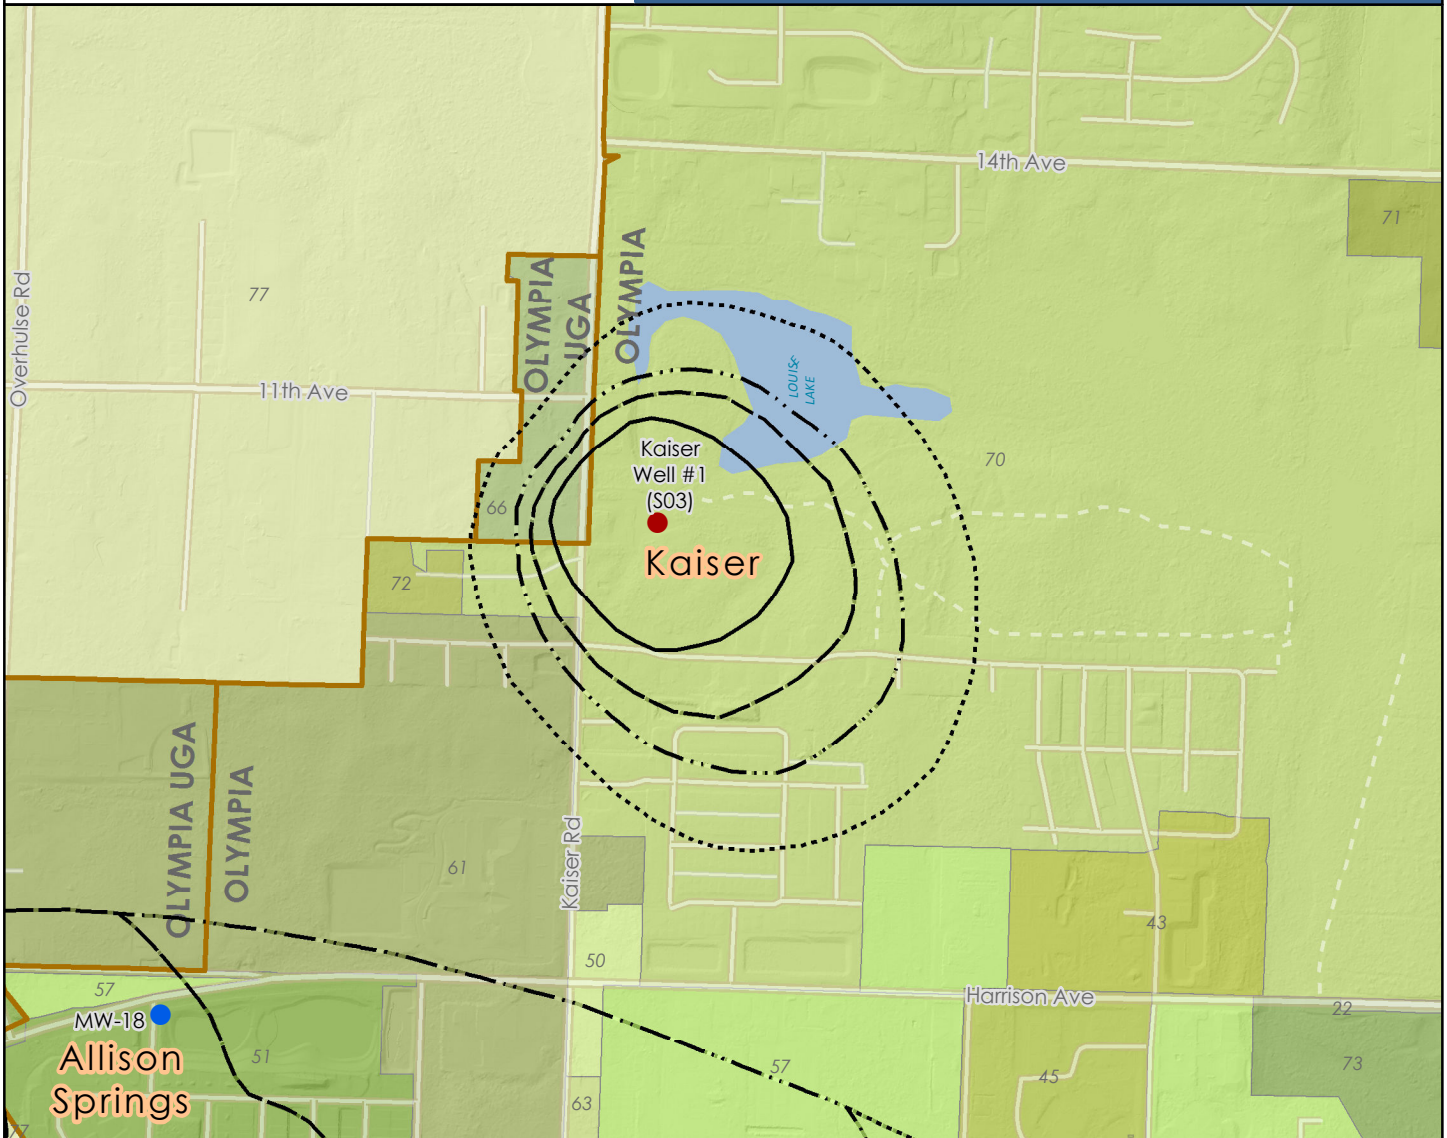 14th Ave
71
OLYMPIA
OLYMPIA
UGA
Overhulse Rd
77
11th Ave
LOUISE
LAKE
Kaiser
Well #1
(S03)
70
66
Kaiser
72
OLYMPIA UGA
OLYMPIA
Kaiser Rd
61
43
50
57
Harrison Ave
22
MW-18
Allison
Springs
51
57
45
73
63